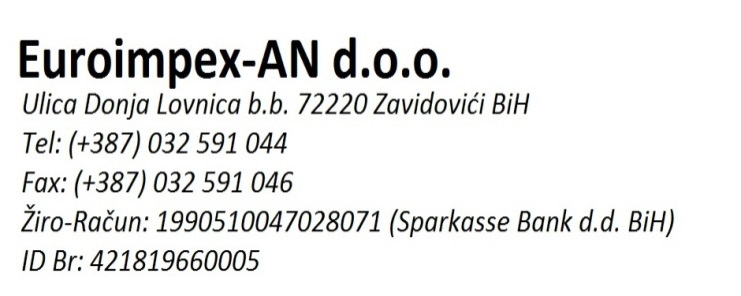 Euroimpex-AN d.o.o.
Ulica Donja Lovnica b.b. 72220 Zavidovići BiH
Tel: (+387) 032 591 044
Fax: (+387) 032 591 046
Žiro-Račun: 1990510047028071 (Sparkasse Bank d.d. BiH)
ID Br: 421819660005